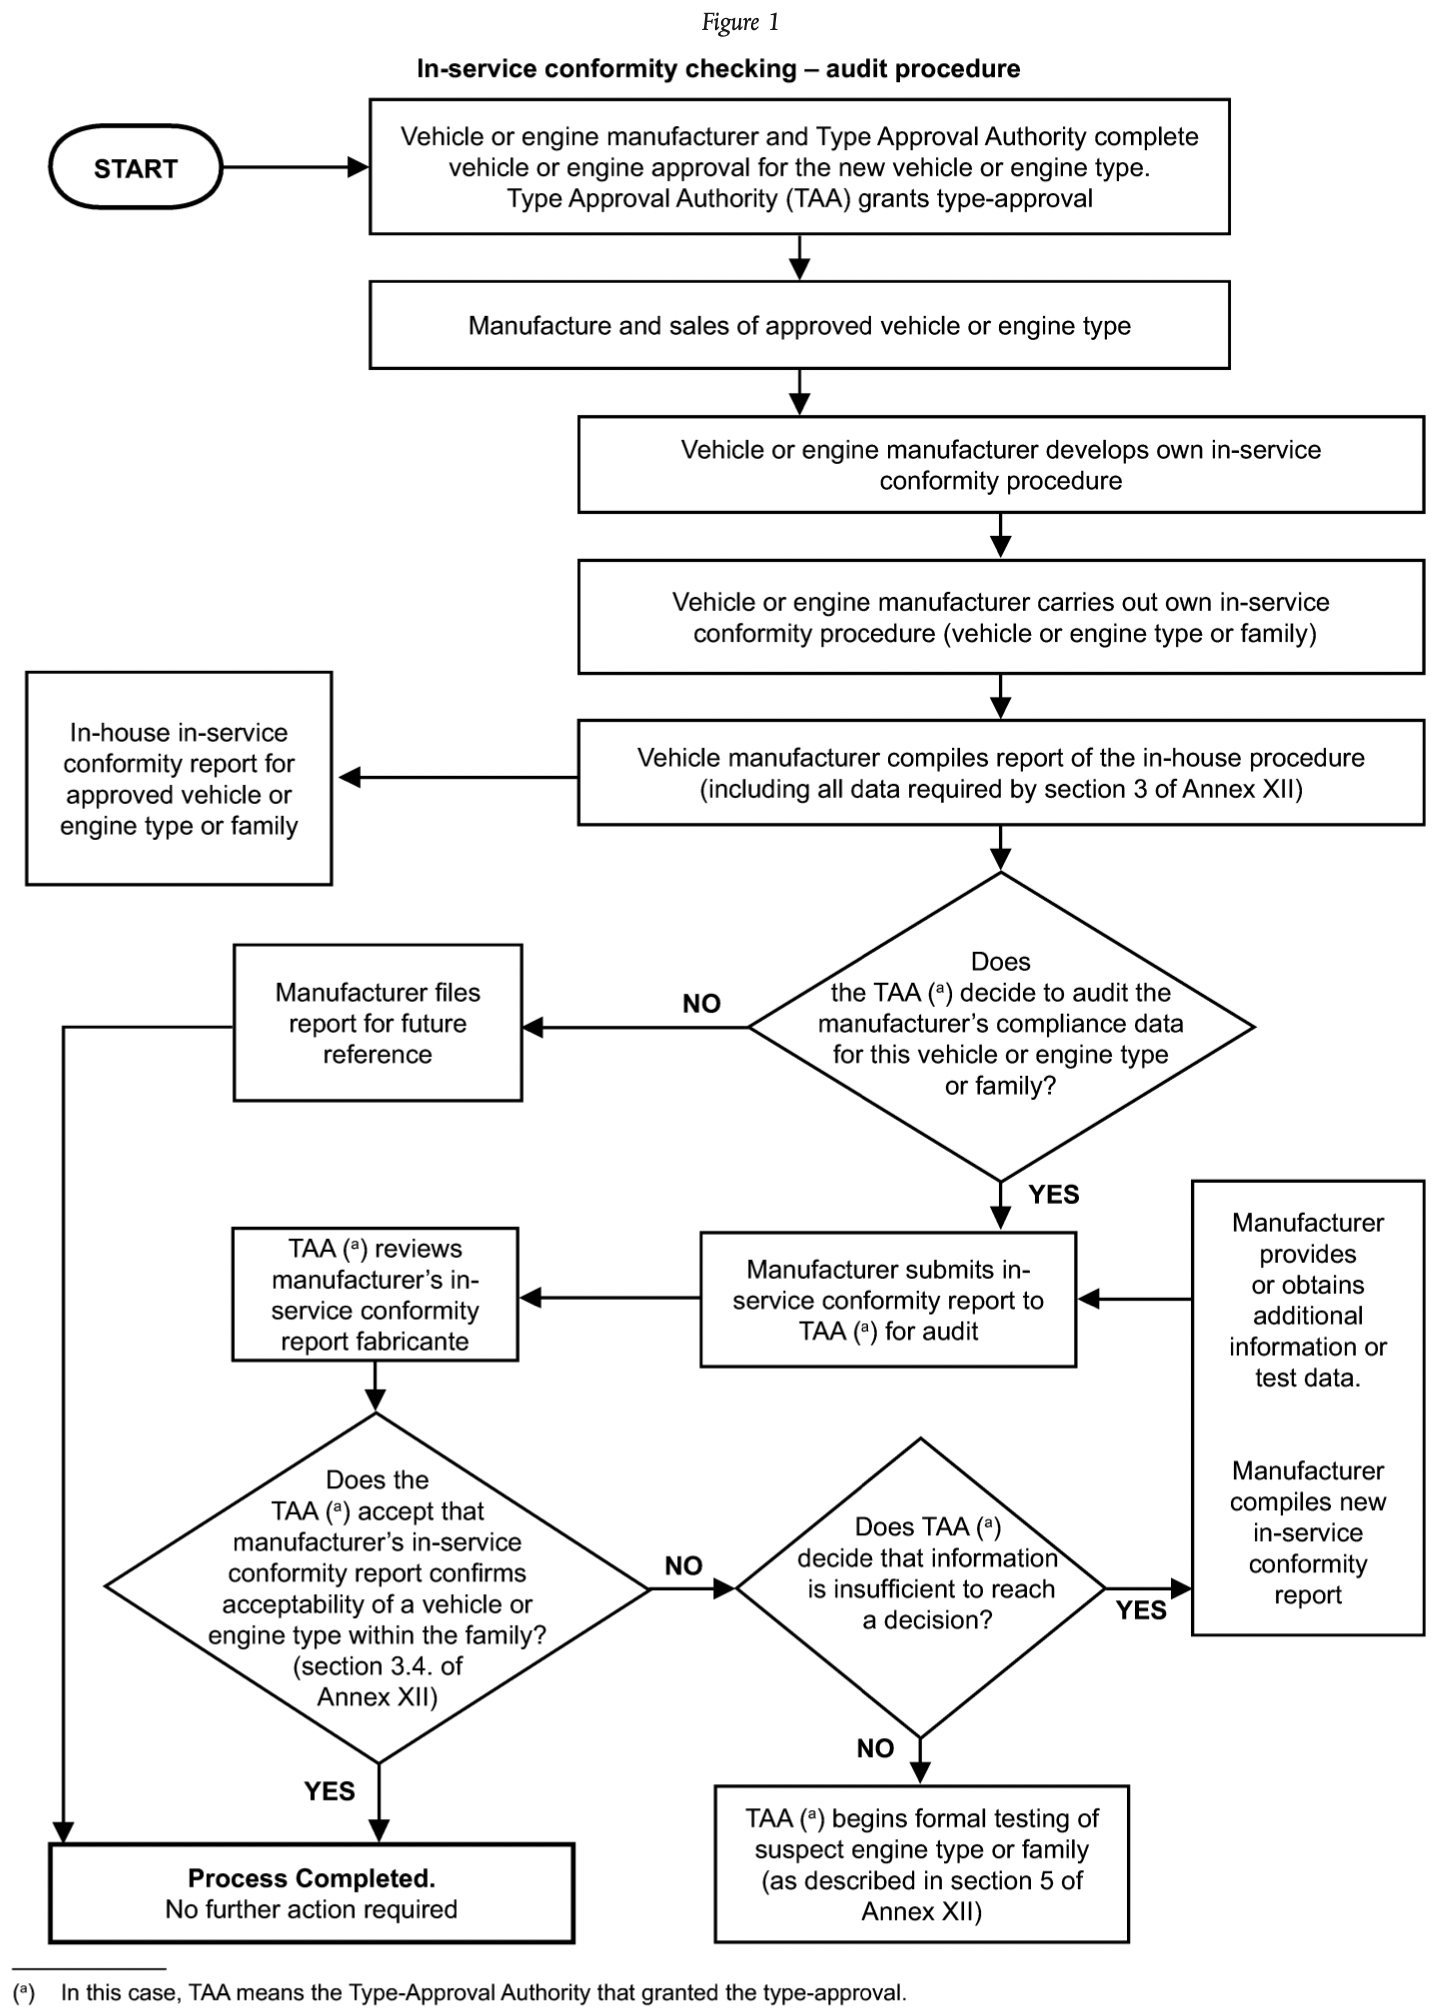 Figure 1
In-service conformity checking – audit procedure
START
Vehicle or engine manufacturer and Type Approval Authority complete
vehicle or engine approval for the new vehicle or engine type.
Type Approval Authority (TAA) grants type-approval
Manufacture and sales of approved vehicle or engine type
Vehicle or engine manufacturer develops own in-service
conformity procedure
Vehicle or engine manufacturer carries out own in-service
conformity procedure (vehicle or engine type or family)
In-house in-service
conformity report for
approved vehicle or
engine type or family
Vehicle manufacturer compiles report of the in-house procedure
(including all data required by section 3 of Annex XII)
Does
the TAA (ª) decide to audit the
manufacturer’s compliance data
for this vehicle or engine type
or family?
NO
Manufacturer files
report for future
reference
YES
Manufacturer submits in-
service conformity report to
TAA (ª) for audit
TAA (ª) reviews
manufacturer’s in-
service conformity
report fabricante
Manufacturer
provides
or obtains
additional
information or
test data.
Manufacturer
compiles new
in-service
conformity
report
Does the
TAA (ª) accept that
manufacturer’s in-service
conformity report confirms
acceptability of a vehicle or
engine type within the family?
(section 3.4. of
Annex XII)
NO
Does TAA (ª)
decide that information
is insufficient to reach
a decision?
YES
NO
YES
TAA (ª) begins formal testing of
suspect engine type or family
(as described in section 5 of
Annex XII)
Process Completed.
No further action required
(ª) In this case, TAA means the Type-Approval Authority that granted the type-approval.